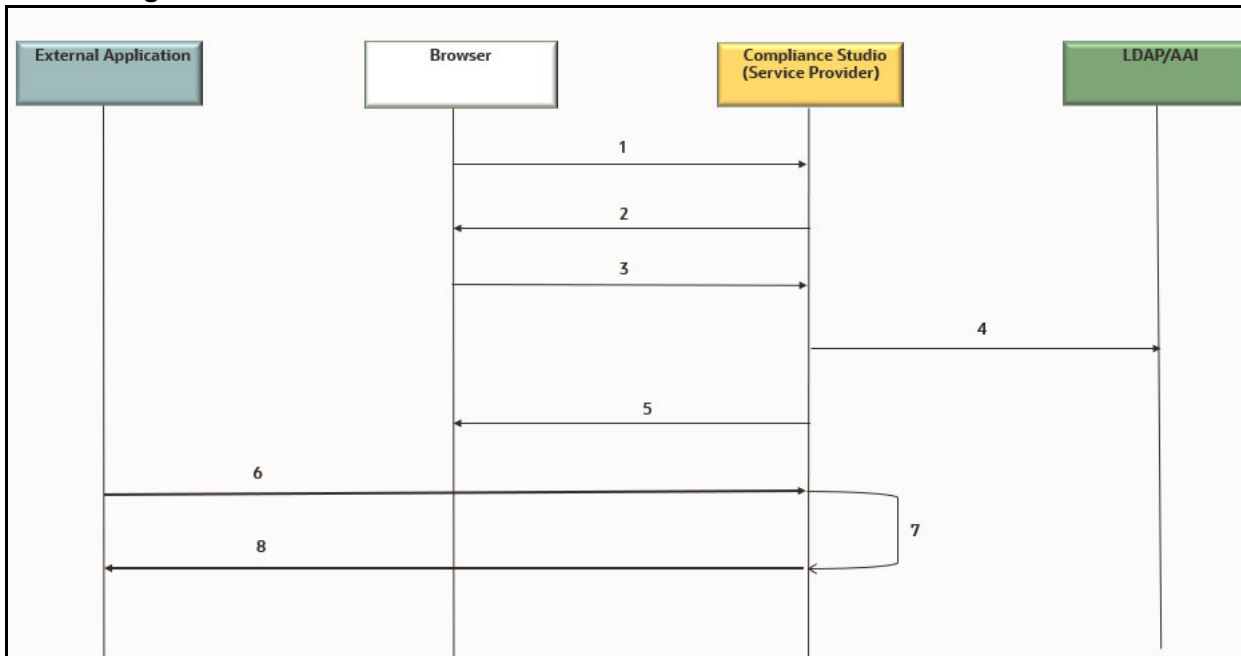 External Application
Browser
Compliance Studio
(Service Provider)
LDAP/AAI
1
2
3
4
5
6
7
8